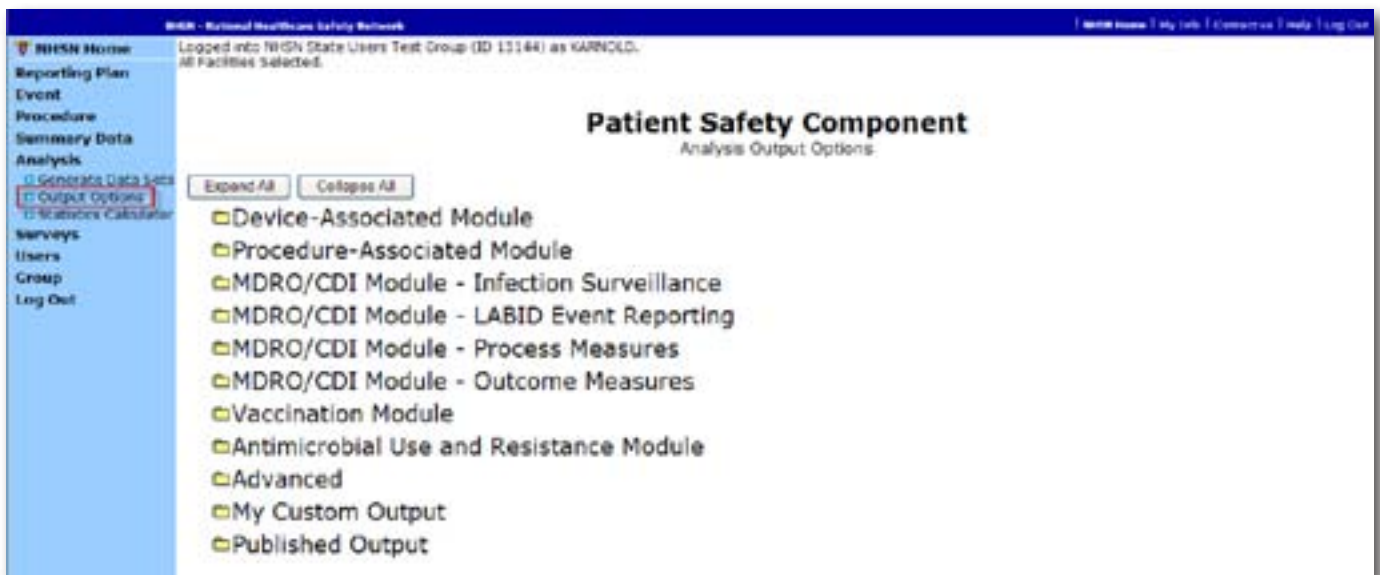 NHSN - National Healthcare Safety Network
NHSN Home | My Info | Contact us | Help | Log Out
NHSN Home
Logged into NHSN State Users Test Group (ID 13144) as KARNOLD.
All Facilities Selected.
Reporting Plan
Event
Procedure
Summary Data
Analysis
Generate Data Sets
Output Options
Statistics Calculator
Surveys
Users
Group
Log Out
Patient Safety Component
Analysis Output Options
Expand All
Collapse All
Device-Associated Module
Procedure-Associated Module
MDRO/CDI Module - Infection Surveillance
MDRO/CDI Module - LABID Event Reporting
MDRO/CDI Module - Process Measures
MDRO/CDI Module - Outcome Measures
Vaccination Module
Antimicrobial Use and Resistance Module
Advanced
My Custom Output
Published Output